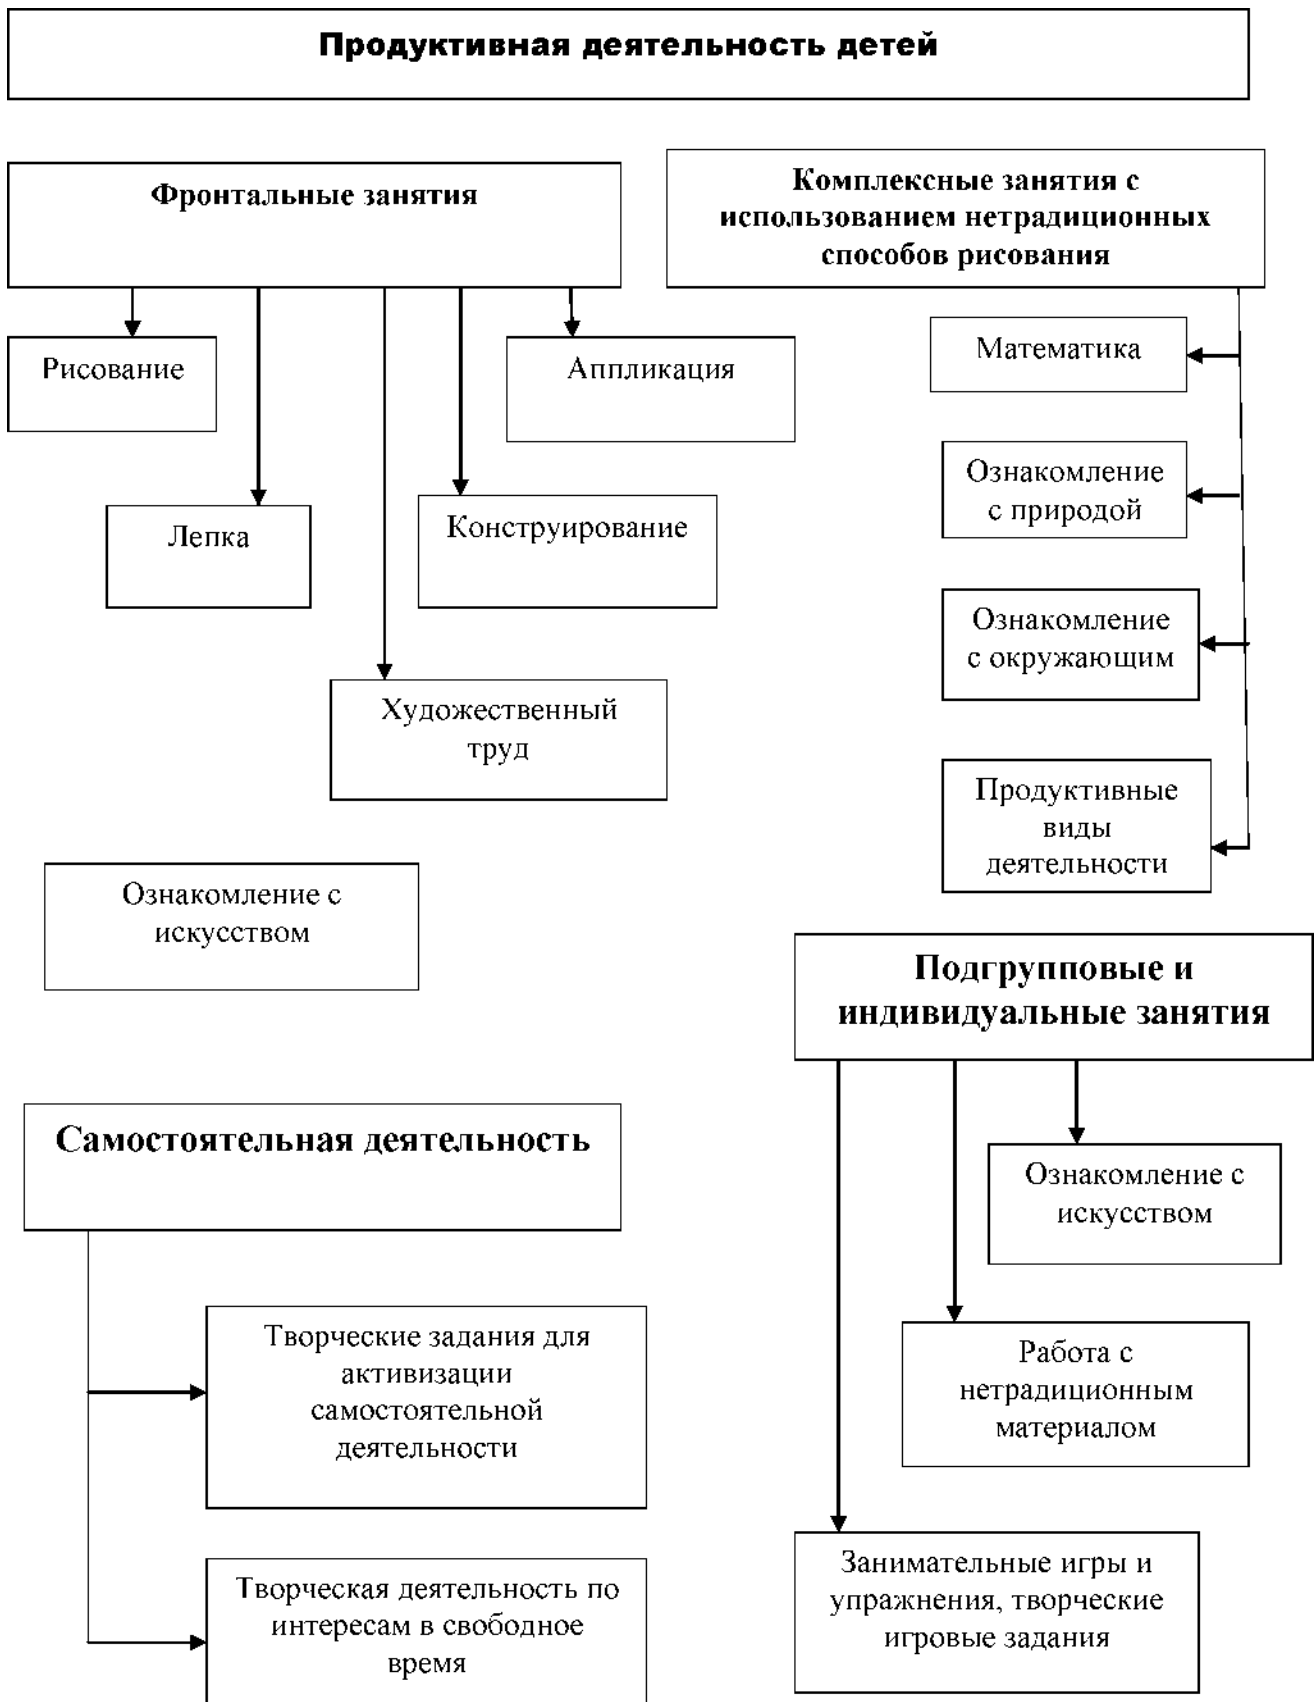 Продуктивная деятельность детей
Фронтальные занятия
Комплексные занятия с
использованием нетрадиционных
способов рисования
Рисование
Аппликация
Математика
Лепка
Конструирование
Ознакомление
с природой
Художественный
труд
Ознакомление
с окружающим
Продуктивные
виды
деятельности
Ознакомление с
искусством
Подгрупповые и
индивидуальные занятия
Самостоятельная деятельность
Ознакомление с
искусством
Творческие задания для
активизации
самостоятельной
деятельности
Работа с
нетрадиционным
материалом
Творческая деятельность по
интересам в свободное
время
Занимательные игры и
упражнения, творческие
игровые задания